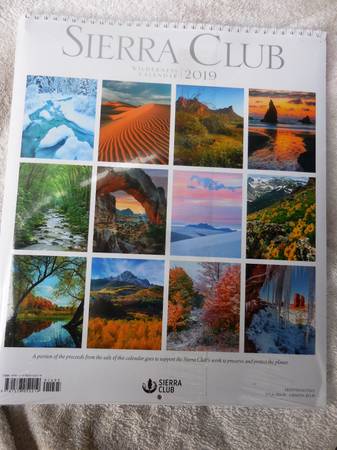 SIERRA CLUB
WILDERNESS
CALENDAR 2019
A portion of the proceeds from the sale of this calendar goes to support the Sierra Club's work to preserve and protect the planet.
SIERRA
CLUB